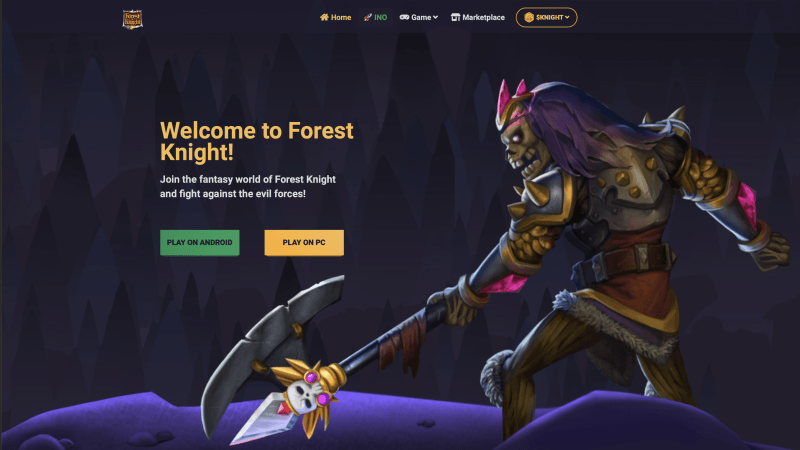 Forest
Knight
Home
INO
Game
Marketplace
$KNIGHT
Welcome to Forest
Knight!
Join the fantasy world of Forest Knight
and fight against the evil forces!
PLAY ON ANDROID
PLAY ON PC